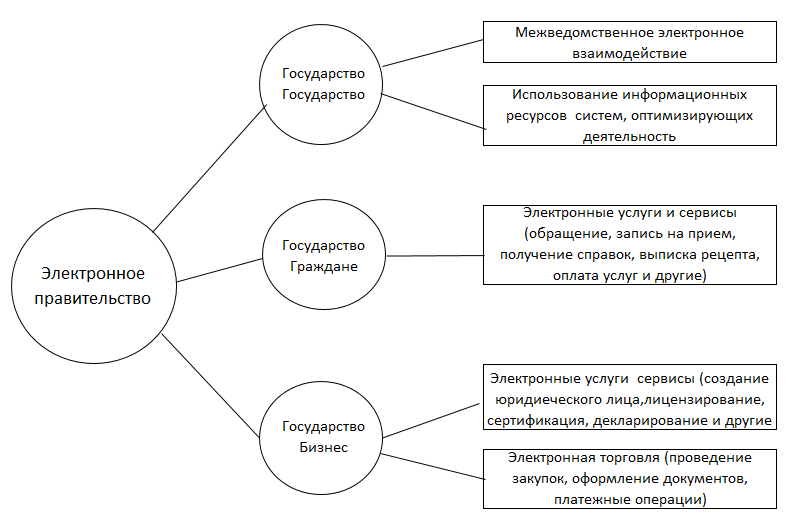 Электронное
правительство
Государство
Государство
Межведомственное электронное
взаимодействие
Использование информационных
ресурсов  систем, оптимизирующих
деятельность
Государство
Граждане
Электронные услуги и сервисы
(обращение, запись на прием,
получение справок, выписка рецепта,
оплата услуг и другие)
Государство
Бизнес
Электронные услуги  сервисы (создание
юридиеческого лица,лицензирование,
сертификация, декларирование и другие
Электронная торговля (проведение
закупок, оформление документов,
платежные операции)